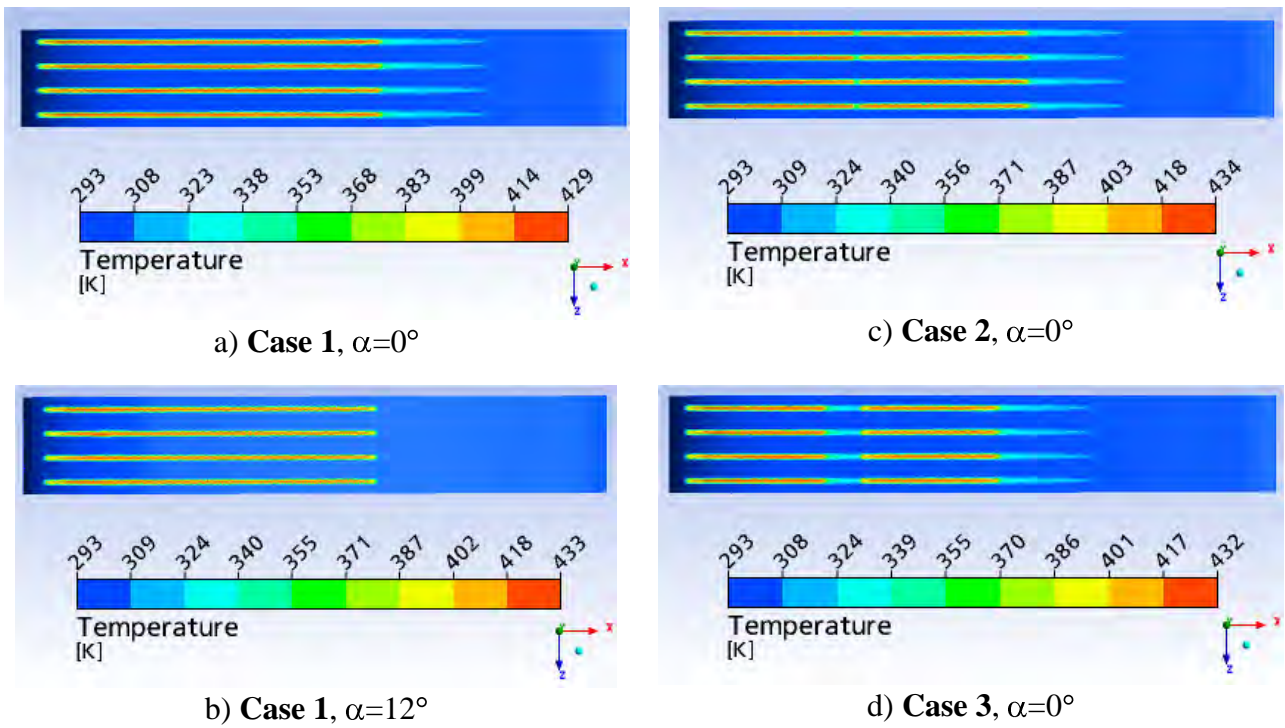 293 308 323 338 353 368 383 399 414 429
Temperature
[K]
X
Z
a) Case 1, α=0°
293 309 324 340 356 371 387 403 418 434
Temperature
[K]
X
Z
c) Case 2, α=0°
293 309 324 340 355 371 387 402 418 433
Temperature
[K]
X
Z
b) Case 1, α=12°
293 308 324 339 355 370 386 401 417 432
Temperature
[K]
X
Z
d) Case 3, α=0°